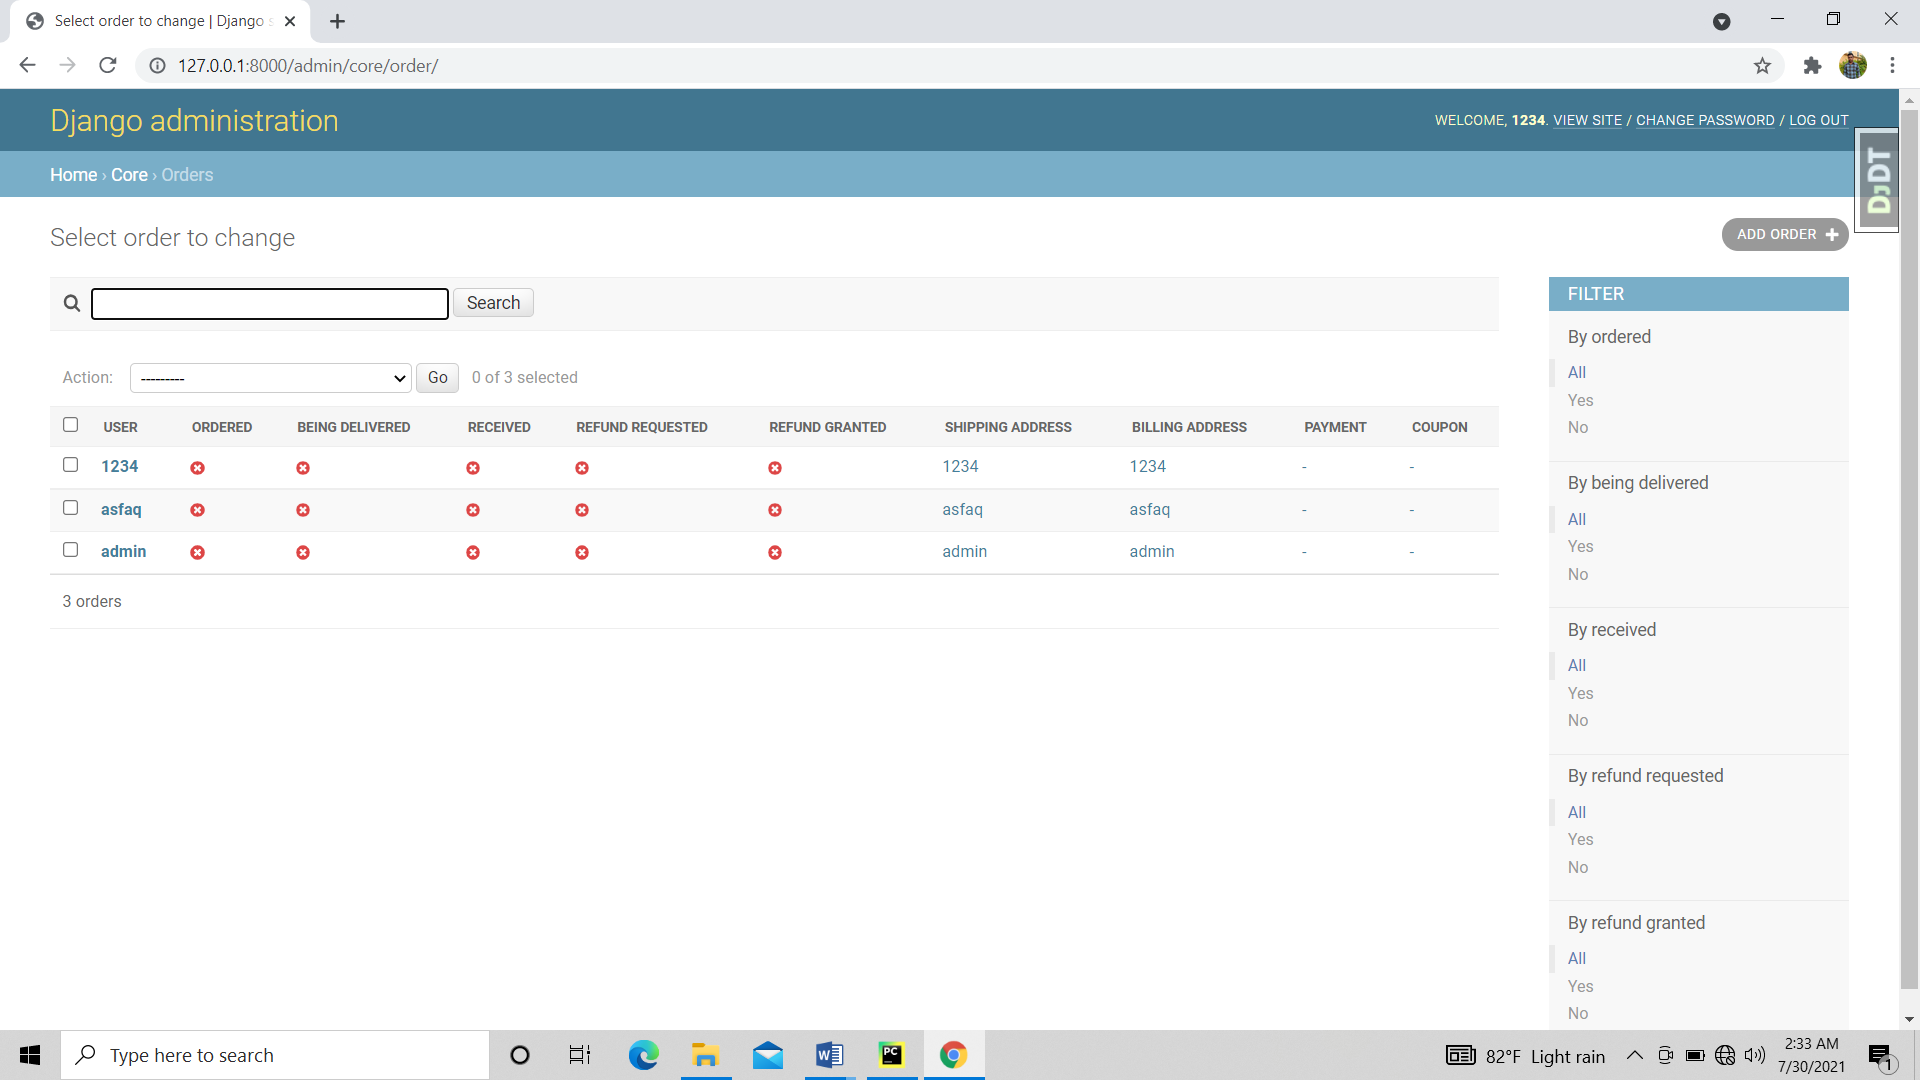 Select order to change | Django s
127.0.0.1:8000/admin/core/order/
Django administration
WELCOME, 1234. VIEW SITE / CHANGE PASSWORD / LOG OUT
Home › Core › Orders
DJDT
Select order to change
ADD ORDER +
Search
FILTER
By ordered
All
Yes
No
Action: --------- Go 0 of 3 selected
USER ORDERED BEING DELIVERED RECEIVED REFUND REQUESTED REFUND GRANTED SHIPPING ADDRESS BILLING ADDRESS PAYMENT COUPON
1234 1234 1234 - -
asfaq asfaq asfaq - -
admin admin admin - -
3 orders
By being delivered
All
Yes
No
By received
All
Yes
No
By refund requested
All
Yes
No
By refund granted
All
Yes
No
Type here to search
W
PC
82°F Light rain
2:33 AM
7/30/2021
1